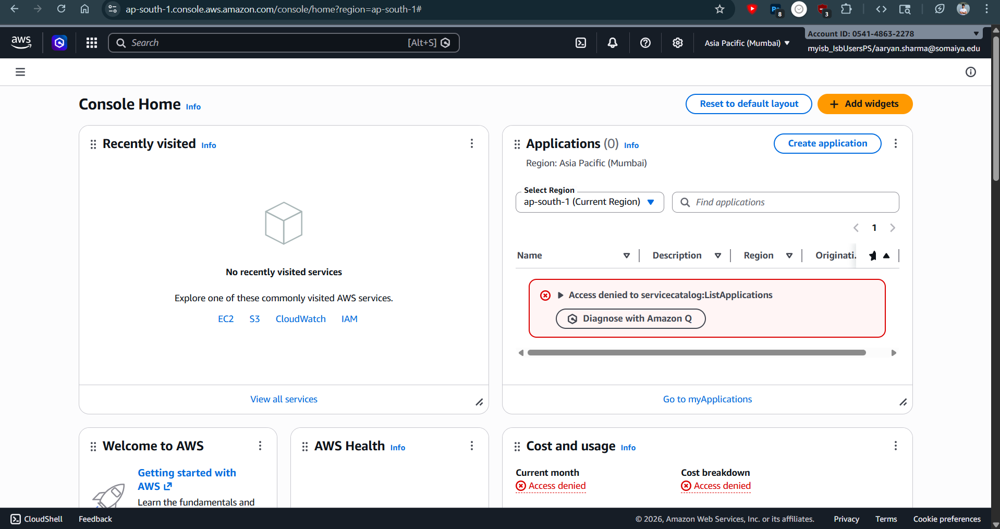 ap-south-1.console.aws.amazon.com/console/home?region=ap-south-1#
8
3
aws
Search
[Alt+S]
Asia Pacific (Mumbai)
Account ID: 0541-4863-2278
myisb_IsbUsersPS/aaryan.sharma@somaiya.edu
Console Home Info
Reset to default layout
Add widgets
Recently visited Info
No recently visited services
Explore one of these commonly visited AWS services.
EC2 S3 CloudWatch IAM
View all services
Applications (0) Info
Create application
Region: Asia Pacific (Mumbai)
Select Region
ap-south-1 (Current Region)
Find applications
1
Name Description Region Originati.
Access denied to servicecatalog:ListApplications
Diagnose with Amazon Q
Go to myApplications
Welcome to AWS
Getting started with
AWS
Learn the fundamentals and
AWS Health Info
Cost and usage Info
Current month
Access denied
Cost breakdown
Access denied
CloudShell
Feedback
© 2026, Amazon Web Services, Inc. or its affiliates.
Privacy
Terms
Cookie preferences